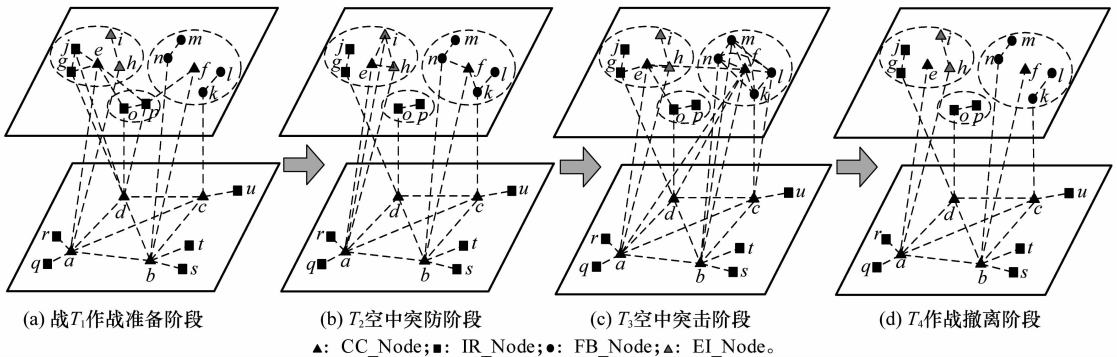 j e i m
g h n f l
k
o p
d c u
r a b t
q s
j i m
g e h n f l
k
o p
d c u
r a b t
q s
j i m
g e h n f l
k
o p
d c u
r a b t
q s
j i m
g e h n f l
k
o p
d c u
r a b t
q s
(a) 战T₁作战准备阶段
(b) T₂空中突防阶段
(c) T₃空中突击阶段
(d) T₄作战撤离阶段
▲: CC_Node; ■: IR_Node; ●: FB_Node; ▲: EI_Node。